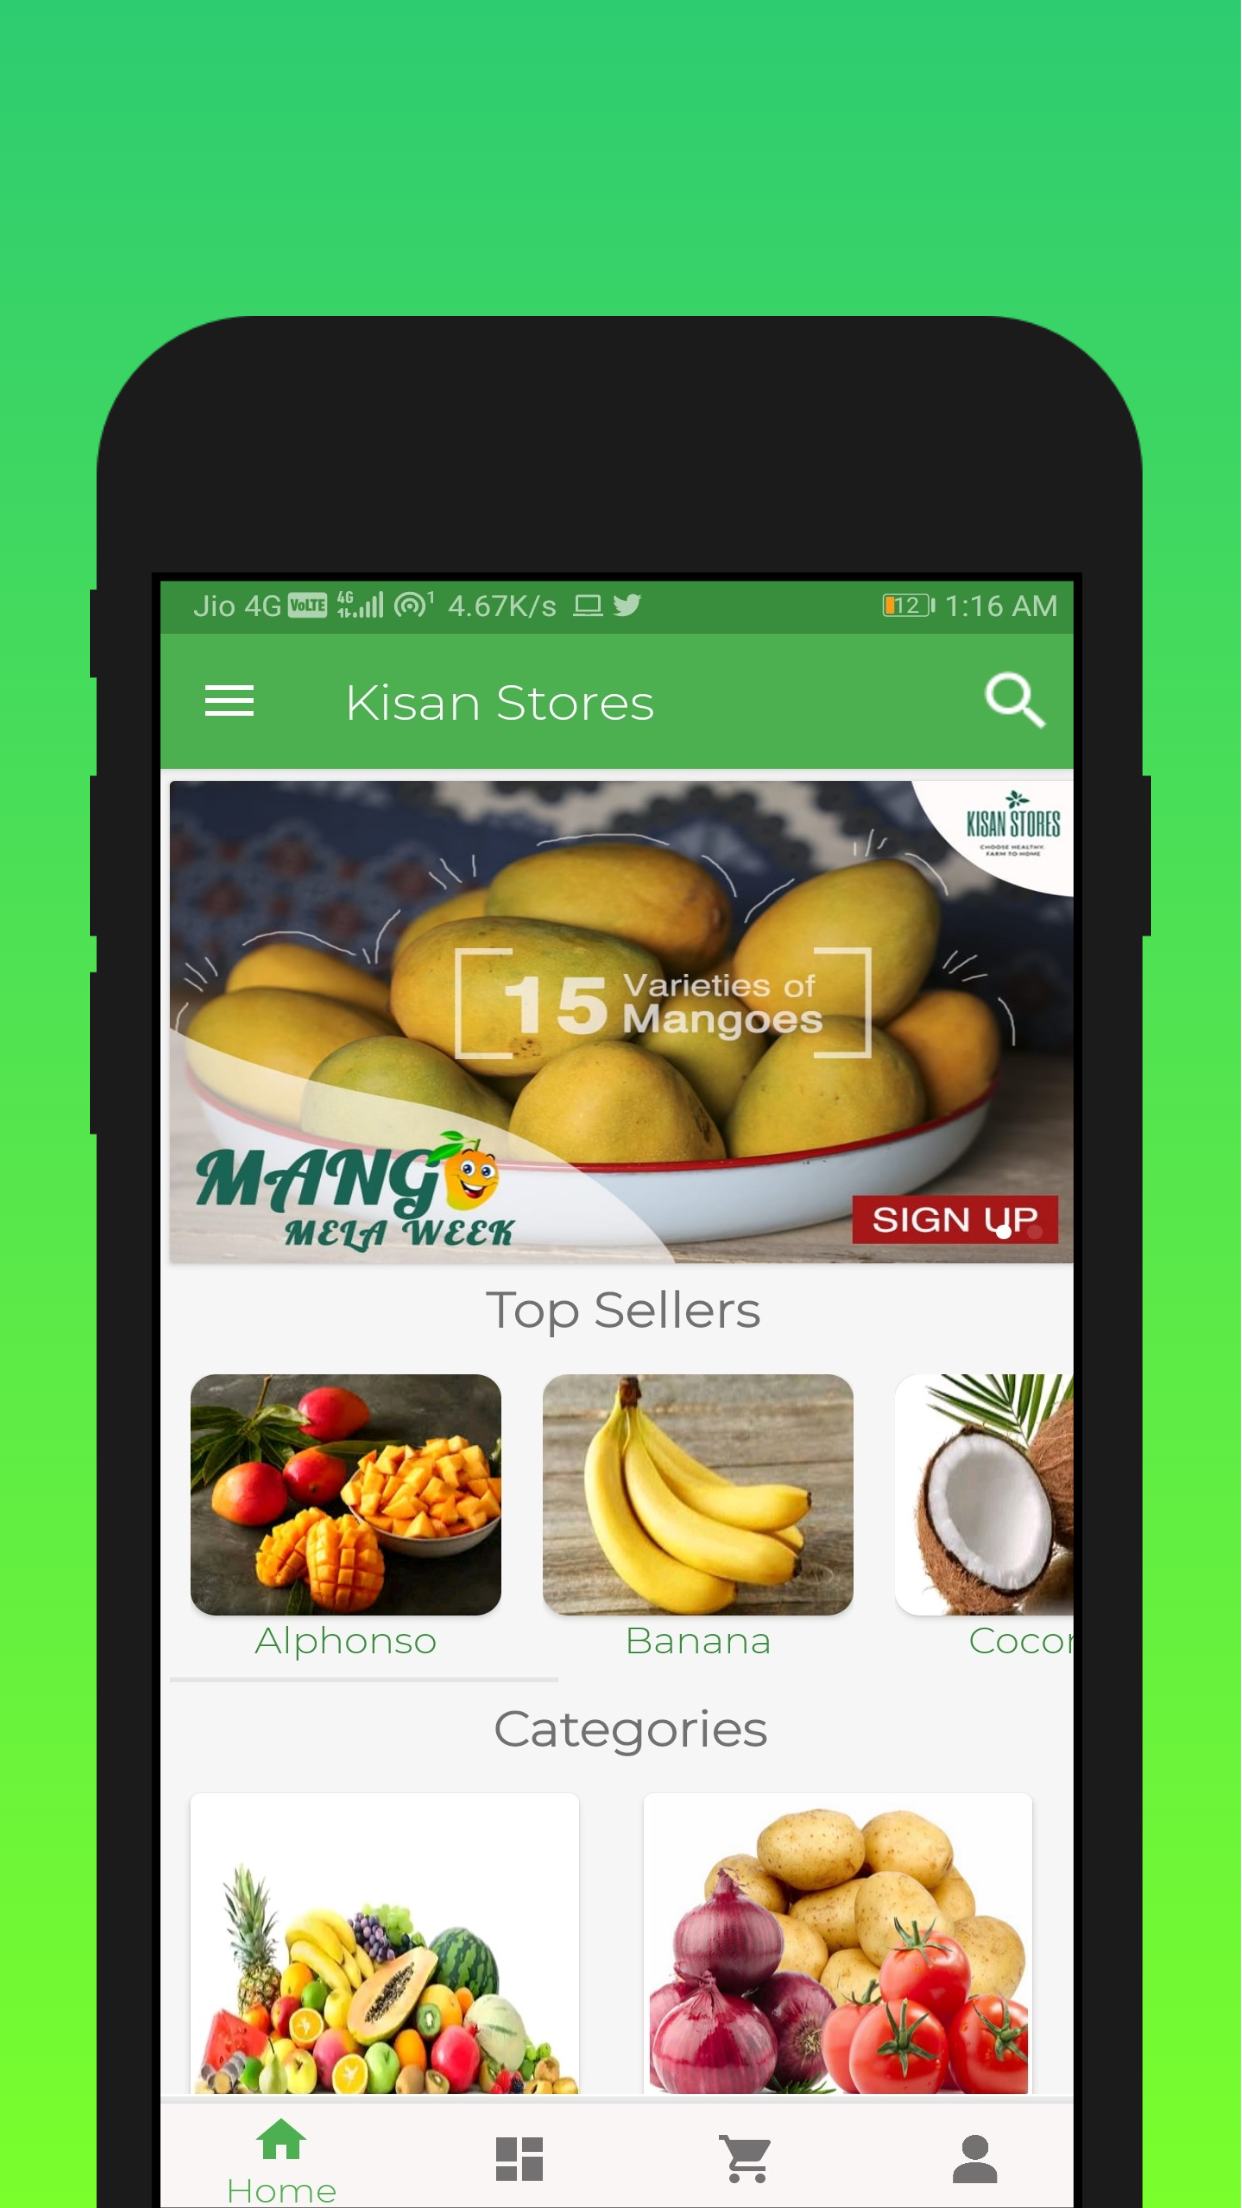 Jio 4G VoLTE 4G 1 4.67K/s 12 1:16 AM
Kisan Stores
KISAN STORES
CHOOSE HEALTHY.
FARM TO HOME
15 Varieties of
Mangoes
MANGO
MELA WEEK
SIGN UP
Top Sellers
Alphonso Banana
Categories
Home